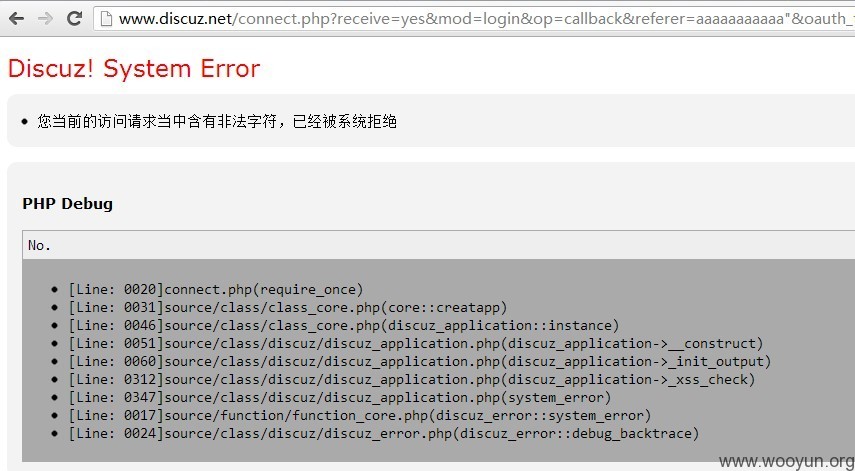 www.discuz.net/connect.php?receive=yes&mod=login&op=callback&referer=aaaaaaaaaaaa"&oauth_
Discuz! System Error
您当前的访问请求当中含有非法字符，已经被系统拒绝
PHP Debug
No.
[Line: 0020]connect.php(require_once)
[Line: 0031]source/class/class_core.php(core::creatapp)
[Line: 0046]source/class/class_core.php(discuz_application::instance)
[Line: 0051]source/class/discuz/discuz_application.php(discuz_application->__construct)
[Line: 0060]source/class/discuz/discuz_application.php(discuz_application->_init_output)
[Line: 0312]source/class/discuz/discuz_application.php(discuz_application->_xss_check)
[Line: 0347]source/class/discuz/discuz_application.php(system_error)
[Line: 0017]source/function/function_core.php(discuz_error::system_error)
[Line: 0024]source/class/discuz/discuz_error.php(discuz_error::debug_backtrace)
www.wooyun.org